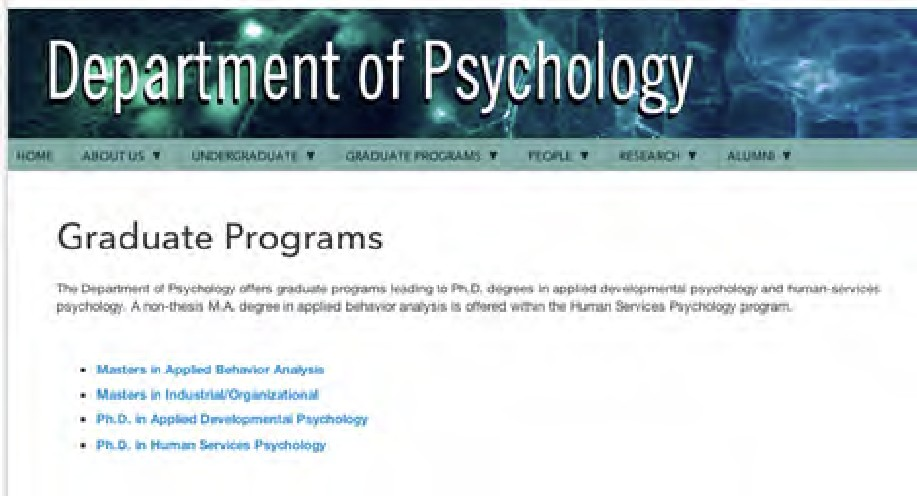 Department of Psychology
HOME ABOUT US ▼ UNDERGRADUATE ▼ GRADUATE PROGRAMS ▼ PEOPLE ▼ RESEARCH ▼ ALUMNI ▼
Graduate Programs
The Department of Psychology offers graduate programs leading to Ph.D. degrees in applied developmental psychology and human-services
psychology. A non-thesis M.A. degree in applied behavior analysis is offered within the Human Services Psychology program.
• Masters in Applied Behavior Analysis
• Masters in Industrial/Organizational
• Ph.D. in Applied Developmental Psychology
• Ph.D. in Human Services Psychology